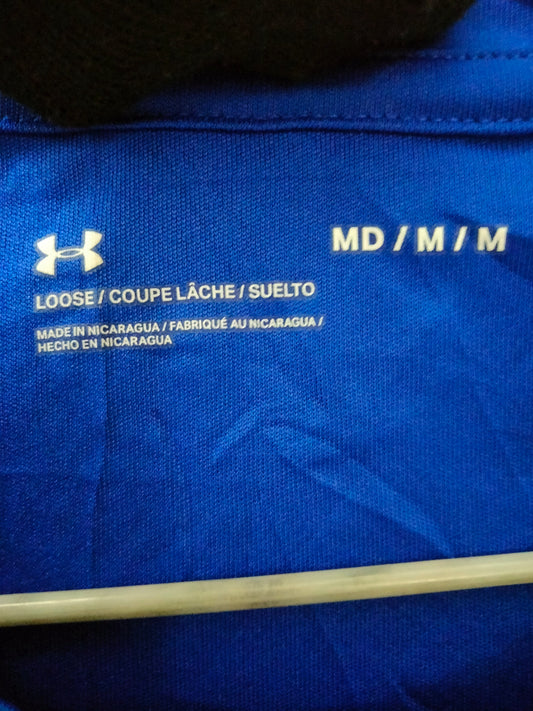 MD / M / M
LOOSE / COUPE LÂCHE / SUELTO
MADE IN NICARAGUA / FABRIQUÉ AU NICARAGUA /
HECHO EN NICARAGUA